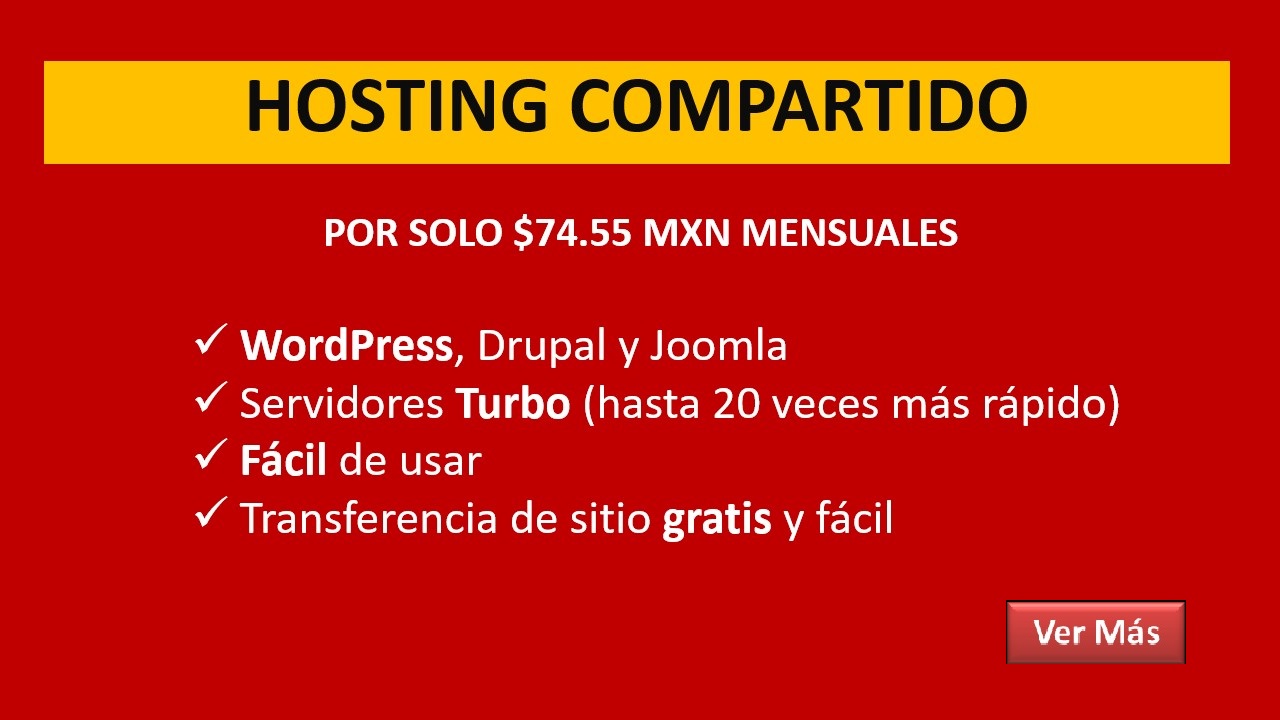 HOSTING COMPARTIDO
POR SOLO $74.55 MXN MENSUALES
✓ WordPress, Drupal y Joomla
✓ Servidores Turbo (hasta 20 veces más rápido)
✓ Fácil de usar
✓ Transferencia de sitio gratis y fácil
Ver Más